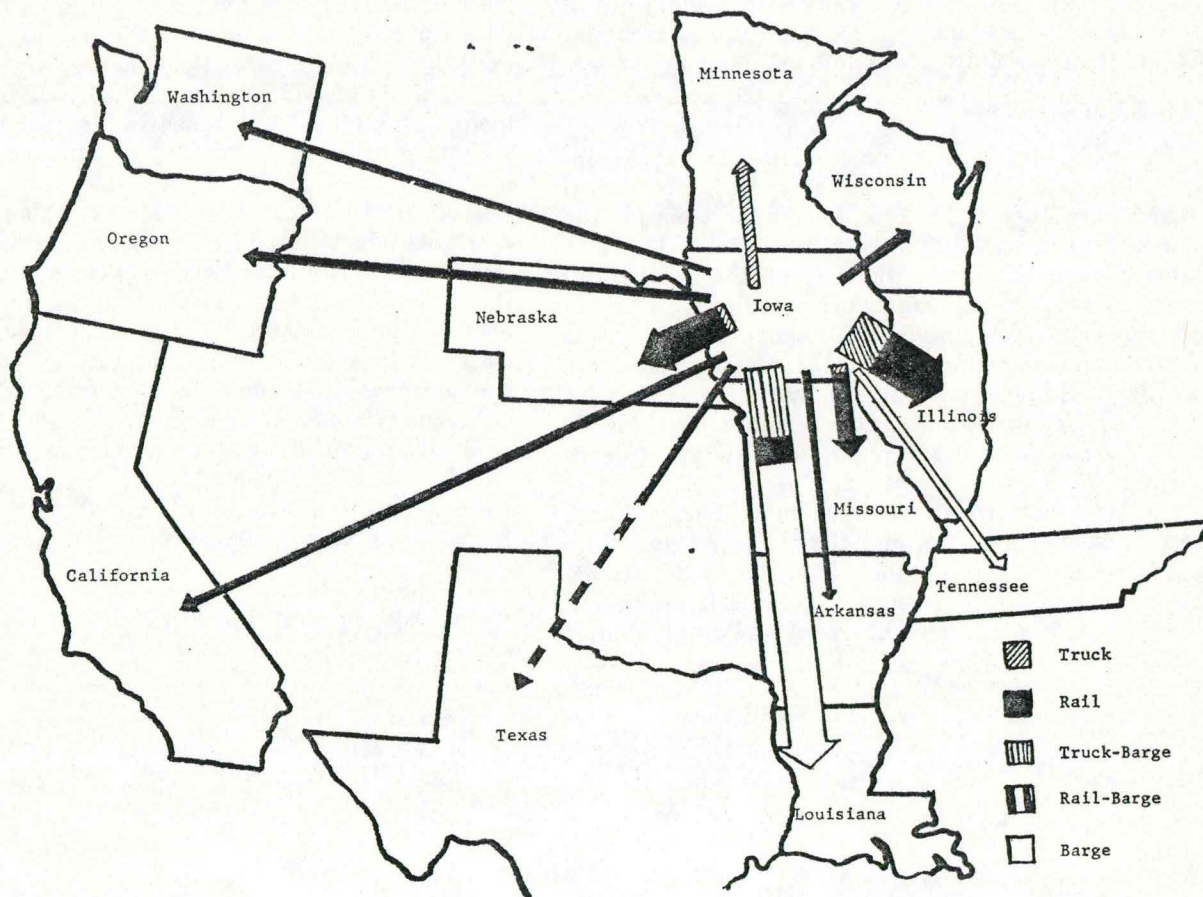 Minnesota
Washington
Wisconsin
Oregon
Iowa
Nebraska
Illinois
Missouri
California
Tennessee
Arkansas
Truck
Rail
Texas
Truck-Barge
Rail-Barge
Louisiana
Barge